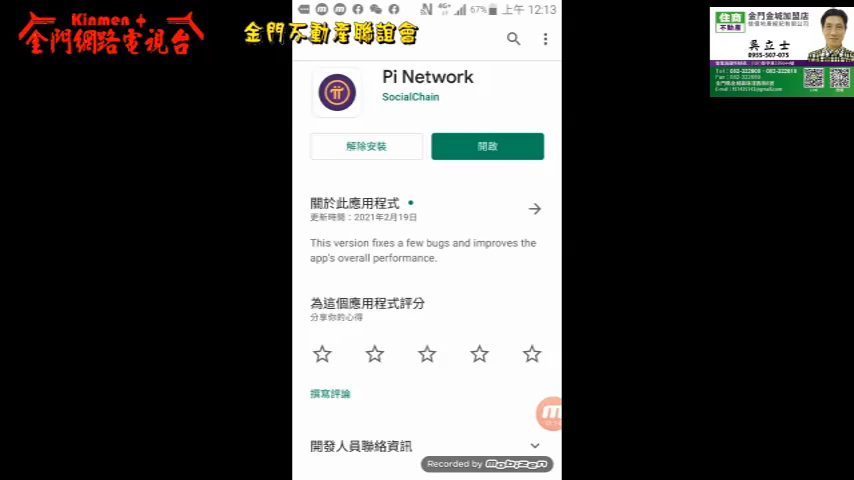 Kinmen +
金門網路電視台
金門不動產聯誼會
4G+
67%
上午 12:13
Pi Network
SocialChain
解除安裝
開啟
關於此應用程式
更新時間：2021年2月19日
This version fixes a few bugs and improves the
app's overall performance.
為這個應用程式評分
分享你的心得
撰寫評論
開發人員聯絡資訊
Recorded by mobizen
住商
不動產
金門金城加盟店
吳立士
0955-507-075